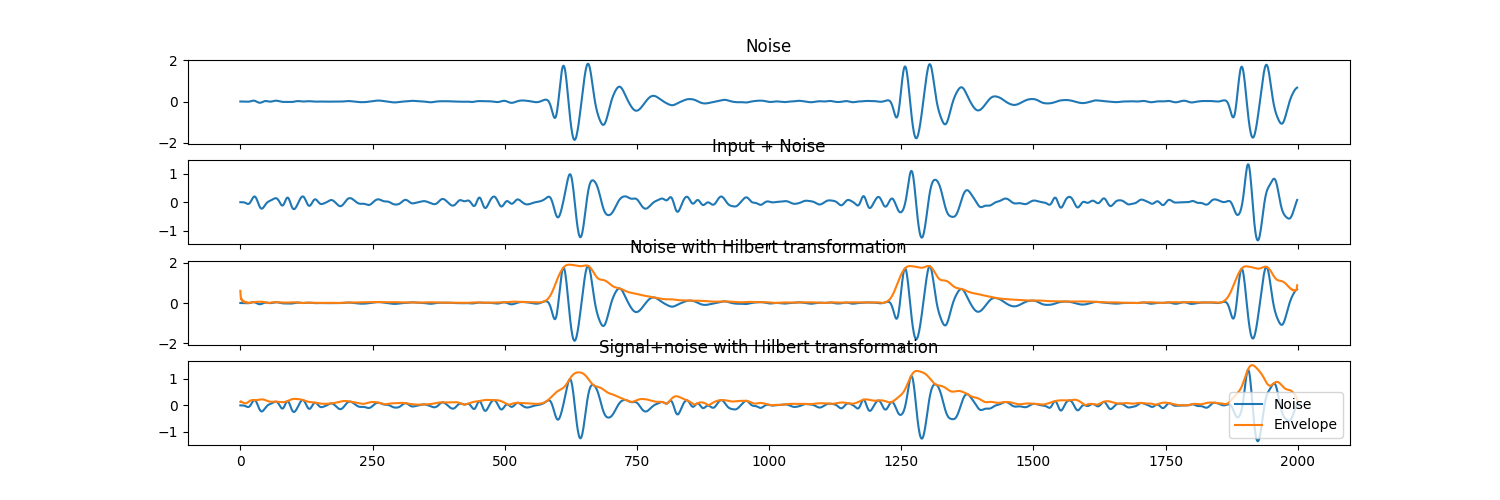 Noise
2
0
−2
Input + Noise
1
0
−1
Noise with Hilbert transformation
2
0
−2
Signal+noise with Hilbert transformation
1
0
−1
Noise
Envelope
0 250 500 750 1000 1250 1500 1750 2000